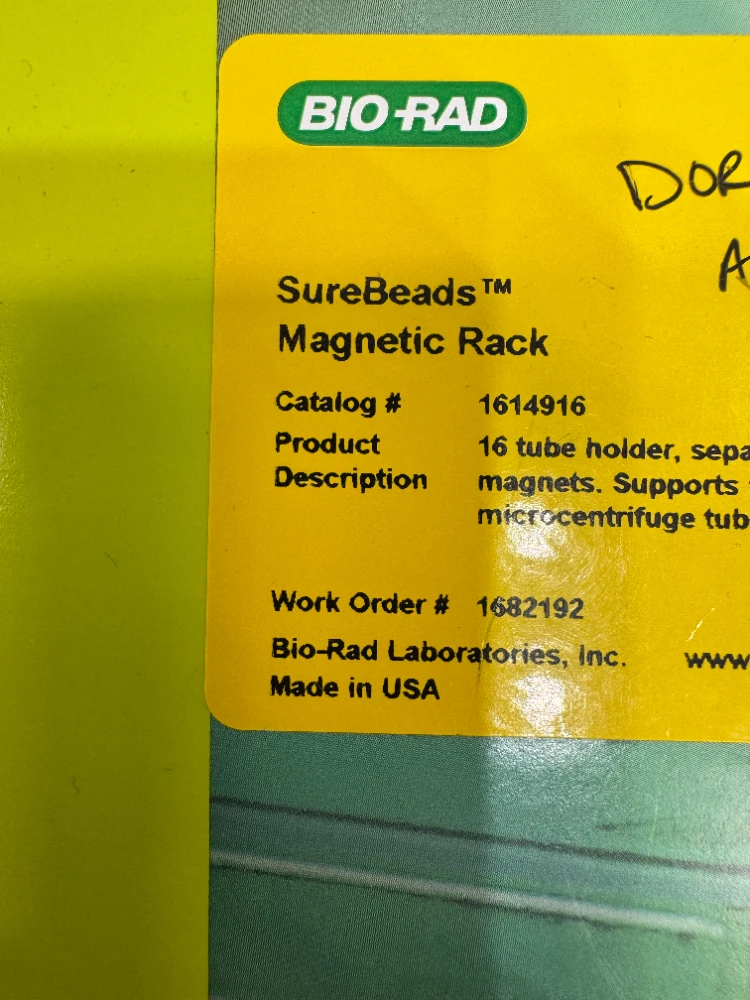 BIO-RAD
DOR
A
SureBeads™
Magnetic Rack
Catalog # 1614916
Product 16 tube holder, sepa
Description magnets. Supports
microcentrifuge tub
Work Order # 1682192
Bio-Rad Laboratories, Inc. www.
Made in USA